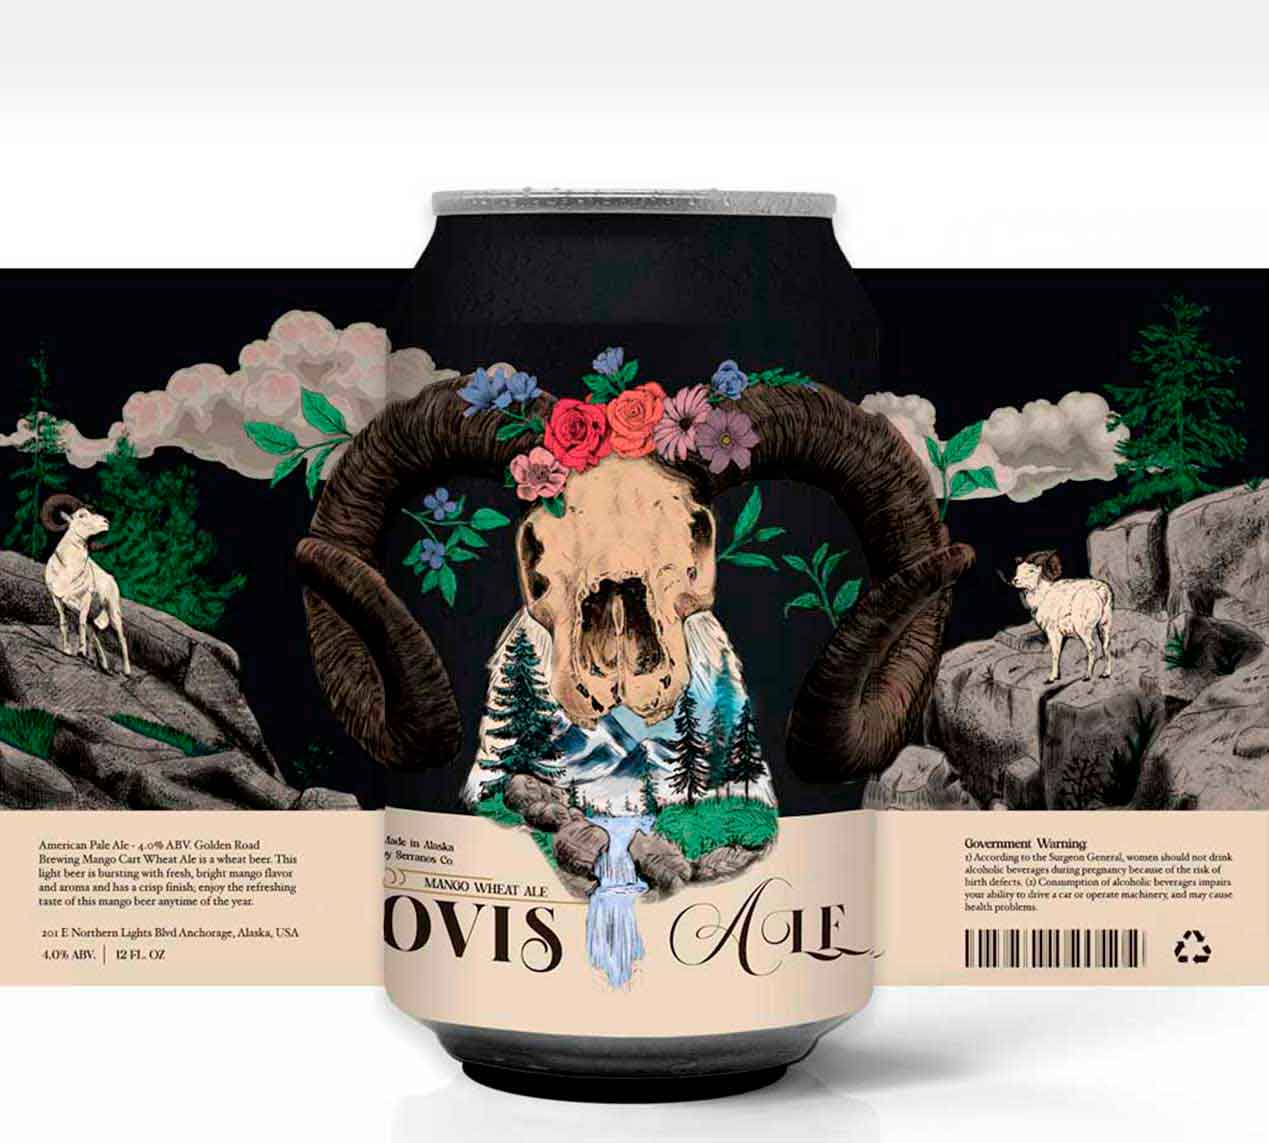 American Pale Ale - 4.0% ABV. Golden Road
Brewing Mango Cart Wheat Ale is a wheat beer. This
light beer is bursting with fresh, bright mango flavor
and aroma and has a crisp finish; enjoy the refreshing
taste of this mango beer anytime of the year.
201 E Northern Lights Blvd Anchorage, Alaska, USA
4.0% ABV. | 12 FL. OZ
Made in Alaska
by Serranos Co
MANGO WHEAT ALE
OVIS ALE
Government Warning:
1) According to the Surgeon General, women should not drink
alcoholic beverages during pregnancy because of the risk of
birth defects. (2) Consumption of alcoholic beverages impairs
your ability to drive a car or operate machinery, and may cause
health problems.